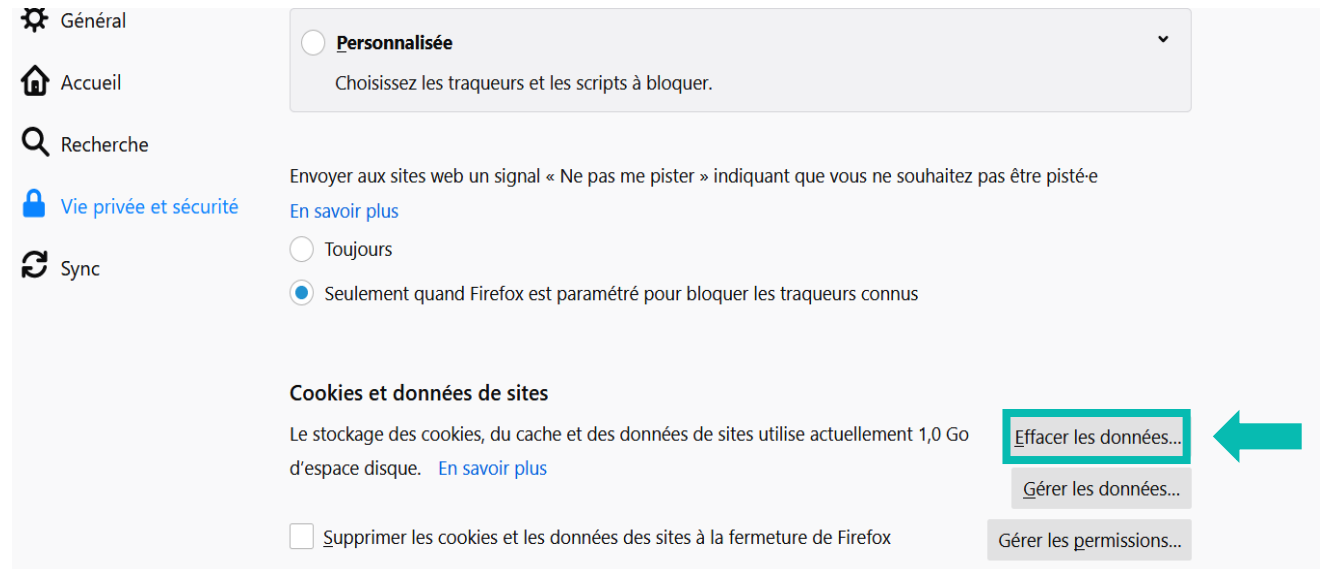 Général
Accueil
Recherche
Vie privée et sécurité
Sync
Personnalisée
Choisissez les traqueurs et les scripts à bloquer.
Envoyer aux sites web un signal « Ne pas me pister » indiquant que vous ne souhaitez pas être pisté·e
En savoir plus
Toujours
Seulement quand Firefox est paramétré pour bloquer les traqueurs connus
Cookies et données de sites
Le stockage des cookies, du cache et des données de sites utilise actuellement 1,0 Go
d’espace disque. En savoir plus
Effacer les données...
Gérer les données...
Supprimer les cookies et les données des sites à la fermeture de Firefox
Gérer les permissions...